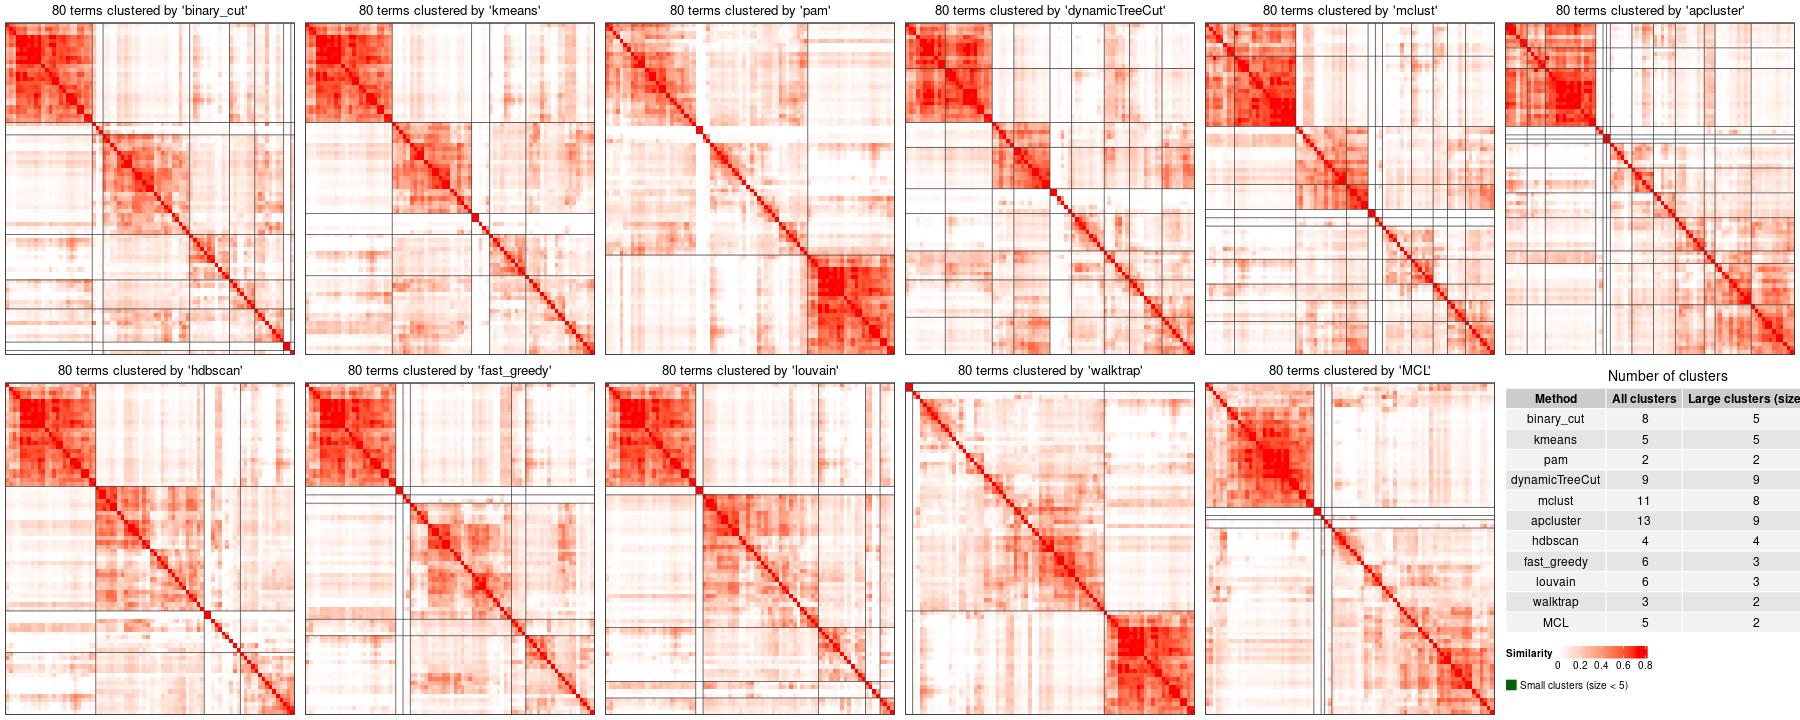 80 terms clustered by 'binary_cut'
80 terms clustered by 'kmeans'
80 terms clustered by 'pam'
80 terms clustered by 'dynamicTreeCut'
80 terms clustered by 'mclust'
80 terms clustered by 'apcluster'
80 terms clustered by 'hdbscan'
80 terms clustered by 'fast_greedy'
80 terms clustered by 'louvain'
80 terms clustered by 'walktrap'
80 terms clustered by 'MCL'
Number of clusters
Method All clusters Large clusters (size
binary_cut 8 5
kmeans 5 5
pam 2 2
dynamicTreeCut 9 9
mclust 11 8
apcluster 13 9
hdbscan 4 4
fast_greedy 6 3
louvain 6 3
walktrap 3 2
MCL 5 2
Similarity
0 0.2 0.4 0.6 0.8
Small clusters (size < 5)